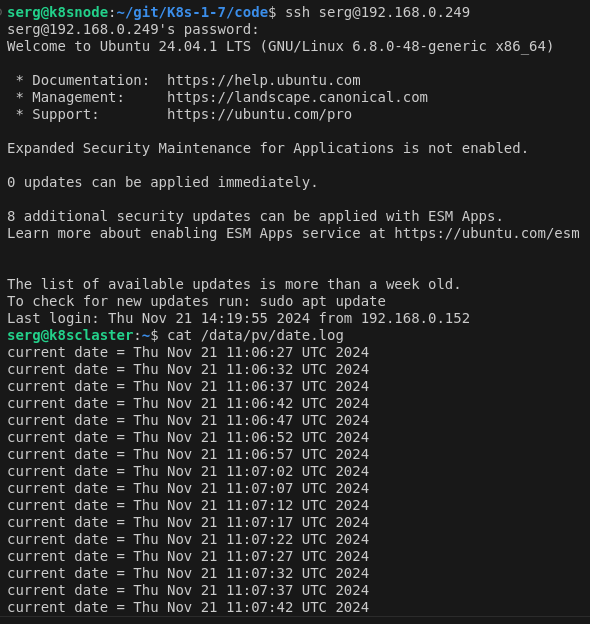 serg@k8snode:~/git/K8s-1-7/code$ ssh serg@192.168.0.249
serg@192.168.0.249's password:
Welcome to Ubuntu 24.04.1 LTS (GNU/Linux 6.8.0-48-generic x86_64)

 * Documentation:  https://help.ubuntu.com
 * Management:     https://landscape.canonical.com
 * Support:        https://ubuntu.com/pro

Expanded Security Maintenance for Applications is not enabled.

0 updates can be applied immediately.

8 additional security updates can be applied with ESM Apps.
Learn more about enabling ESM Apps service at https://ubuntu.com/esm


The list of available updates is more than a week old.
To check for new updates run: sudo apt update
Last login: Thu Nov 21 14:19:55 2024 from 192.168.0.152
serg@k8sclaster:~$ cat /data/pv/date.log
current date = Thu Nov 21 11:06:27 UTC 2024
current date = Thu Nov 21 11:06:32 UTC 2024
current date = Thu Nov 21 11:06:37 UTC 2024
current date = Thu Nov 21 11:06:42 UTC 2024
current date = Thu Nov 21 11:06:47 UTC 2024
current date = Thu Nov 21 11:06:52 UTC 2024
current date = Thu Nov 21 11:06:57 UTC 2024
current date = Thu Nov 21 11:07:02 UTC 2024
current date = Thu Nov 21 11:07:07 UTC 2024
current date = Thu Nov 21 11:07:12 UTC 2024
current date = Thu Nov 21 11:07:17 UTC 2024
current date = Thu Nov 21 11:07:22 UTC 2024
current date = Thu Nov 21 11:07:27 UTC 2024
current date = Thu Nov 21 11:07:32 UTC 2024
current date = Thu Nov 21 11:07:37 UTC 2024
current date = Thu Nov 21 11:07:42 UTC 2024